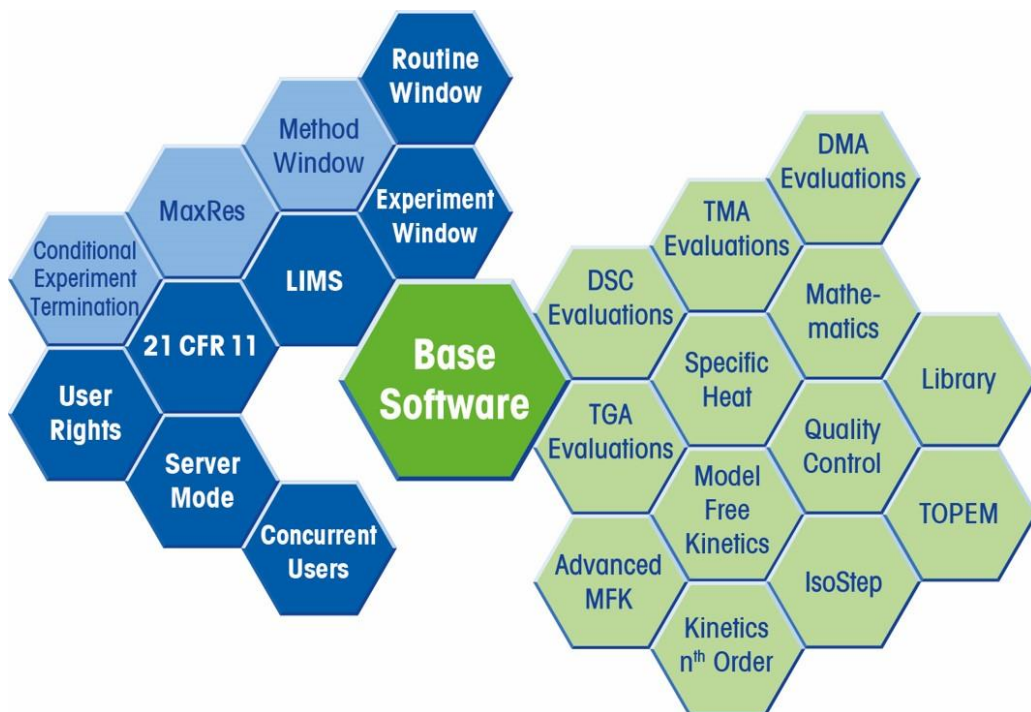 Routine
Window
Method
Window
MaxRes
Experiment
Window
Conditional
Experiment
Termination
LIMS
21 CFR 11
User
Rights
Server
Mode
Concurrent
Users
Base
Software
DMA
Evaluations
TMA
Evaluations
DSC
Evaluations
Mathe-
matics
Specific
Heat
Library
TGA
Evaluations
Quality
Control
Model
Free
Kinetics
TOPEM
Advanced
MFK
IsoStep
Kinetics
nth Order